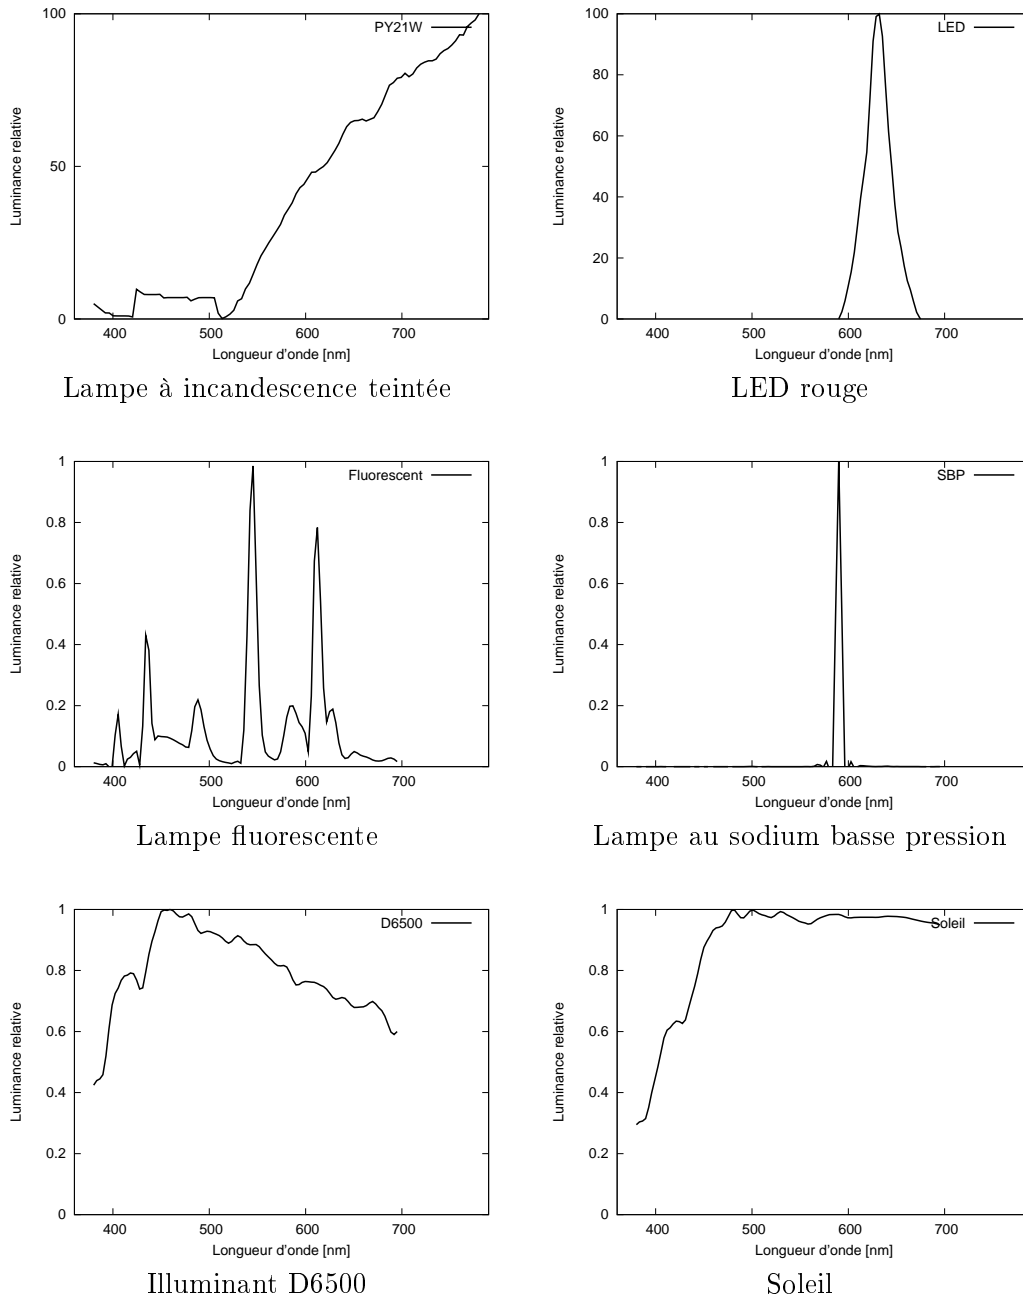 PY21W
100
50
0
Luminance relative
400 500 600 700
Longueur d'onde [nm]
Lampe à incandescence teintée
LED
100
80
60
40
20
0
Luminance relative
400 500 600 700
Longueur d'onde [nm]
LED rouge
Fluorescent
1
0.8
0.6
0.4
0.2
0
Luminance relative
400 500 600 700
Longueur d'onde [nm]
Lampe fluorescente
SBP
1
0.8
0.6
0.4
0.2
0
Luminance relative
400 500 600 700
Longueur d'onde [nm]
Lampe au sodium basse pression
D6500
1
0.8
0.6
0.4
0.2
0
Luminance relative
400 500 600 700
Longueur d'onde [nm]
Illuminant D6500
Soleil
1
0.8
0.6
0.4
0.2
0
Luminance relative
400 500 600 700
Longueur d'onde [nm]
Soleil